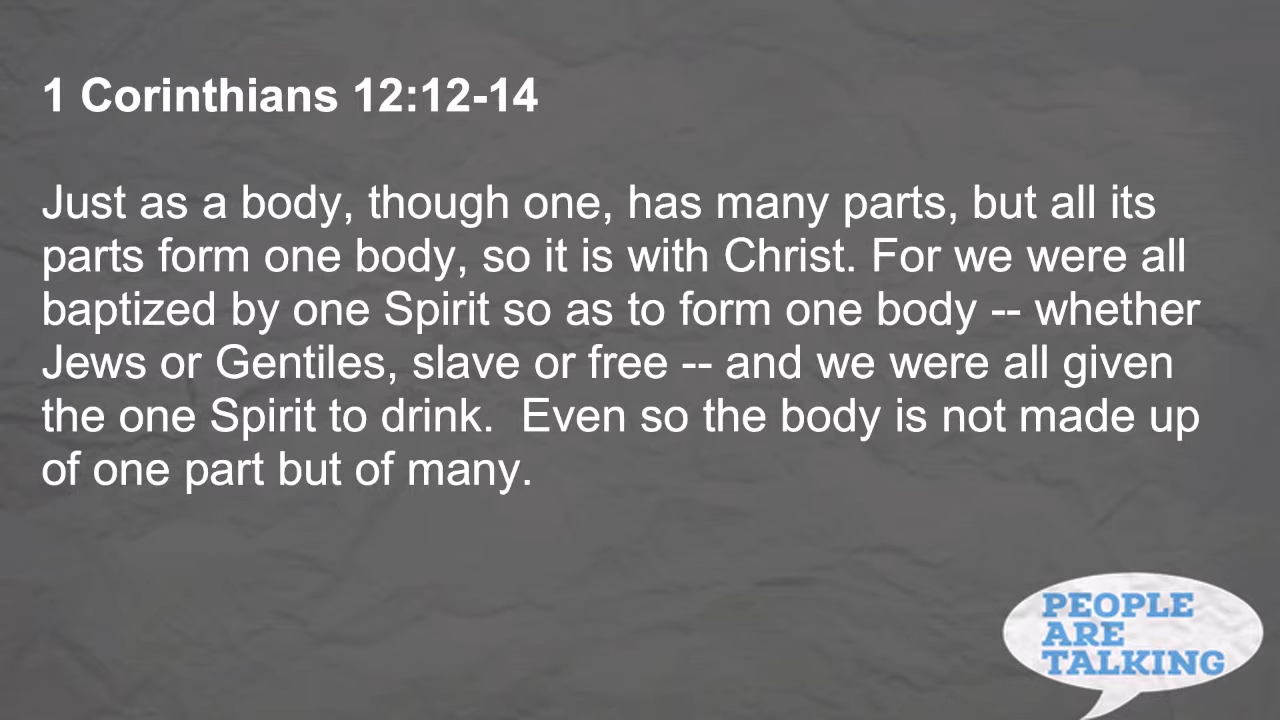 1 Corinthians 12:12-14
Just as a body, though one, has many parts, but all its
parts form one body, so it is with Christ. For we were all
baptized by one Spirit so as to form one body -- whether
Jews or Gentiles, slave or free -- and we were all given
the one Spirit to drink.  Even so the body is not made up
of one part but of many.
PEOPLE
ARE
TALKING